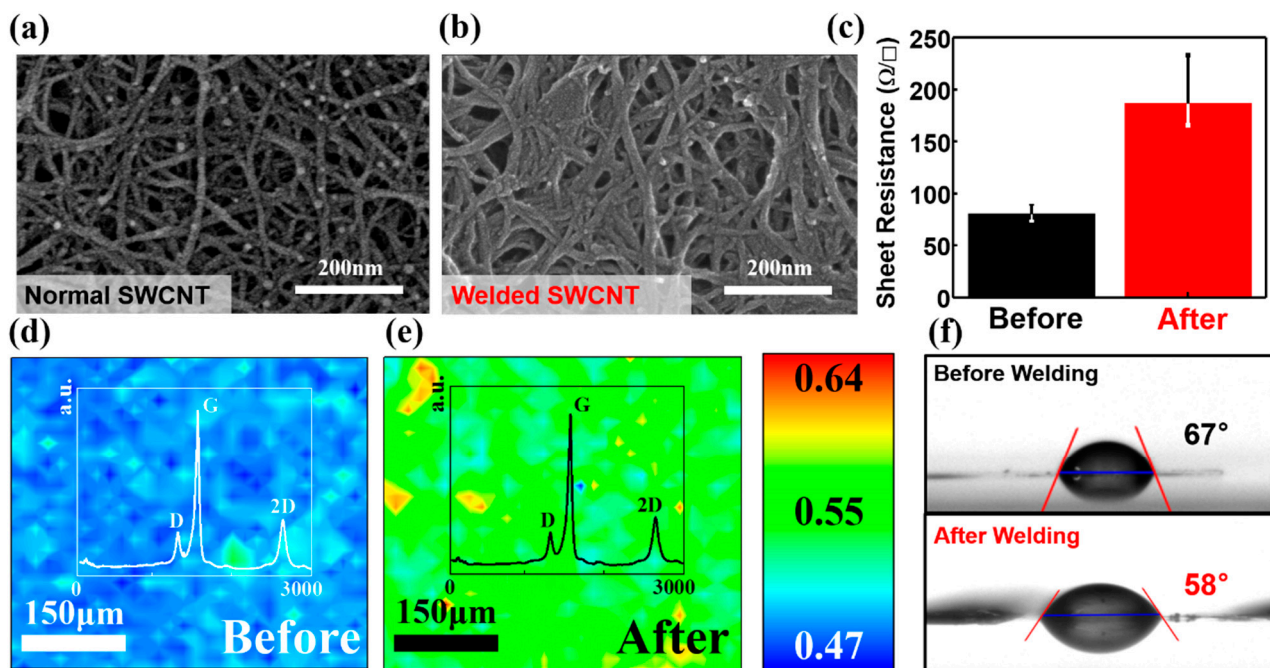 (a)
Normal SWCNT
200nm
(b)
Welded SWCNT
200nm
(c)
Sheet Resistance (Ω/□)
250
200
150
100
50
0
Before
After
(d)
a.u.
G
D
2D
0
3000
150μm
Before
(e)
a.u.
G
D
2D
0
3000
150μm
After
0.64
0.55
0.47
(f)
Before Welding
67°
After Welding
58°